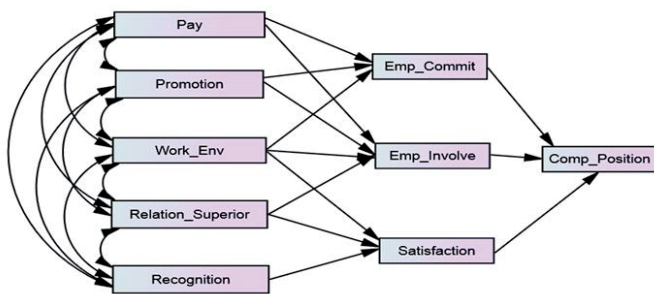 Pay
Promotion
Emp_Commit
Work_Env
Emp_Involve
Comp_Position
Relation_Superior
Satisfaction
Recognition